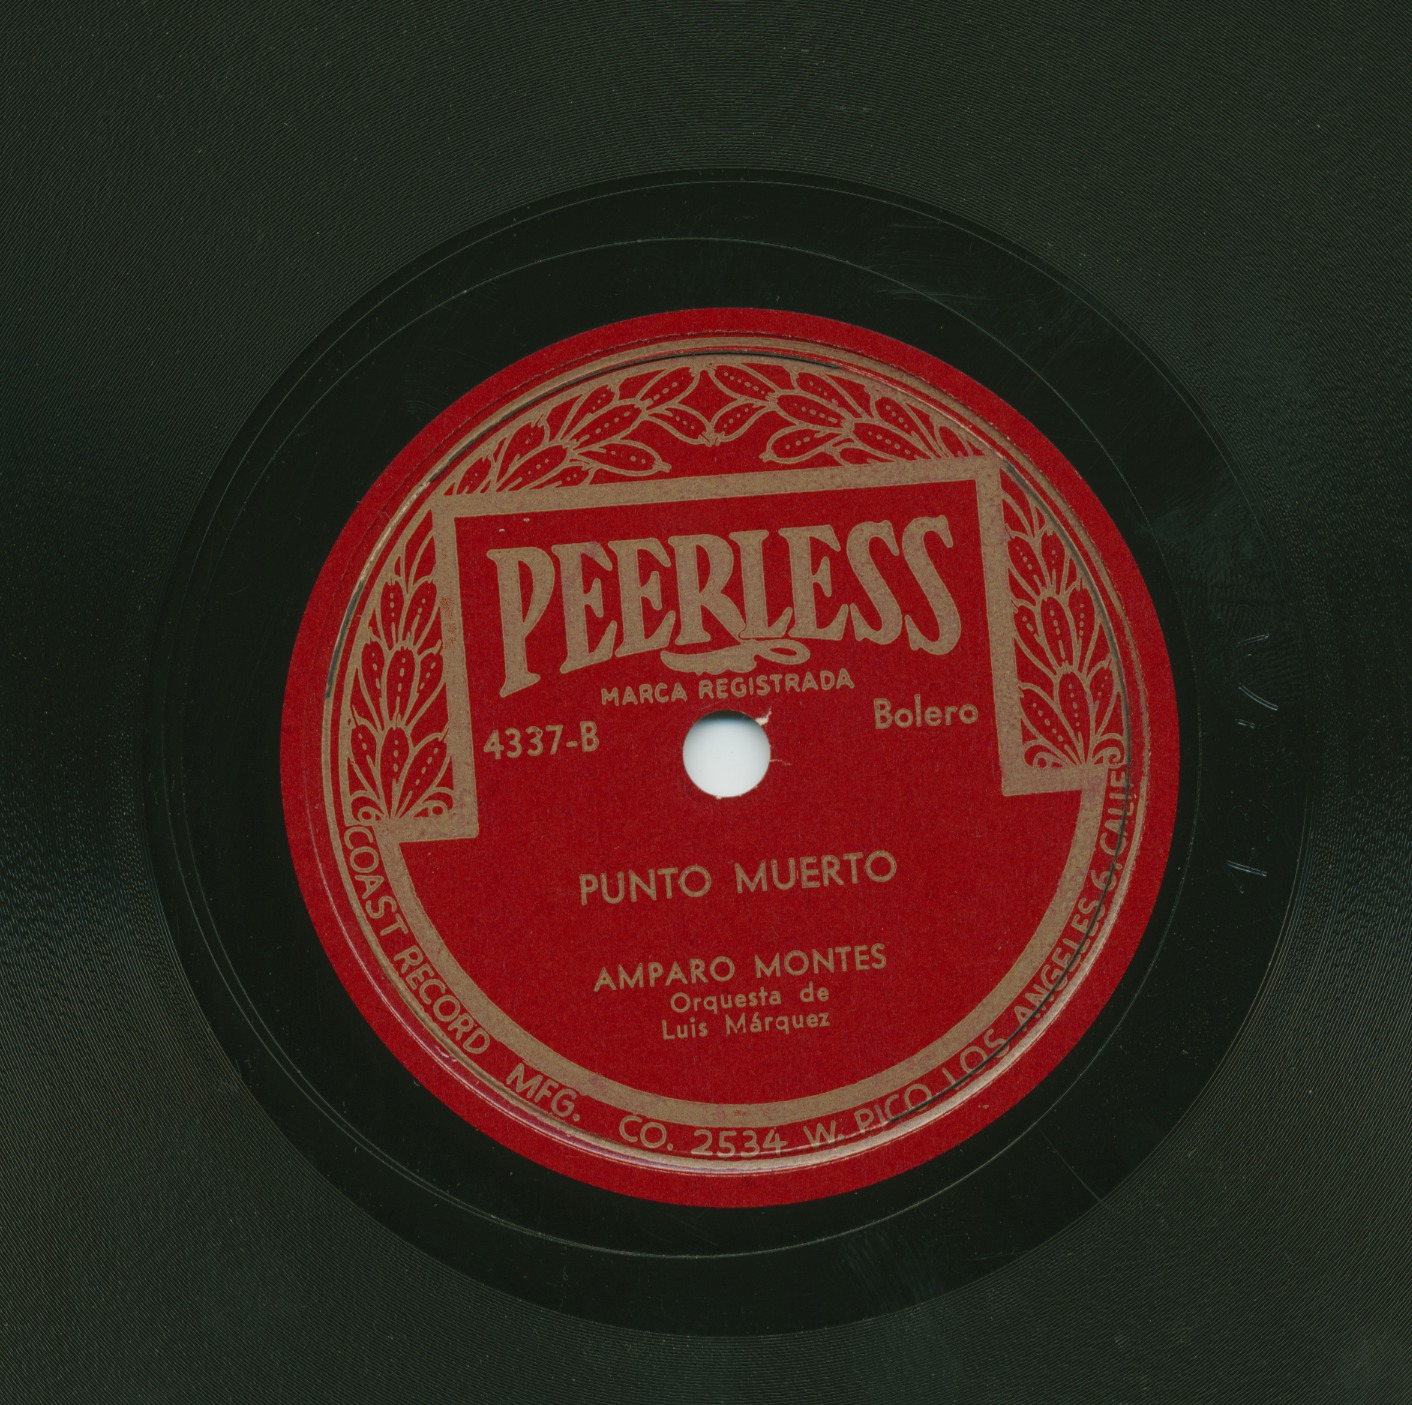 PEERLESS
MARCA REGISTRADA
4337-B
Bolero
PUNTO MUERTO
AMPARO MONTES
Orquesta de
Luis Márquez
COAST RECORD MFG. CO. 2534 W. PICO LOS ANGELES 6, CALIF.